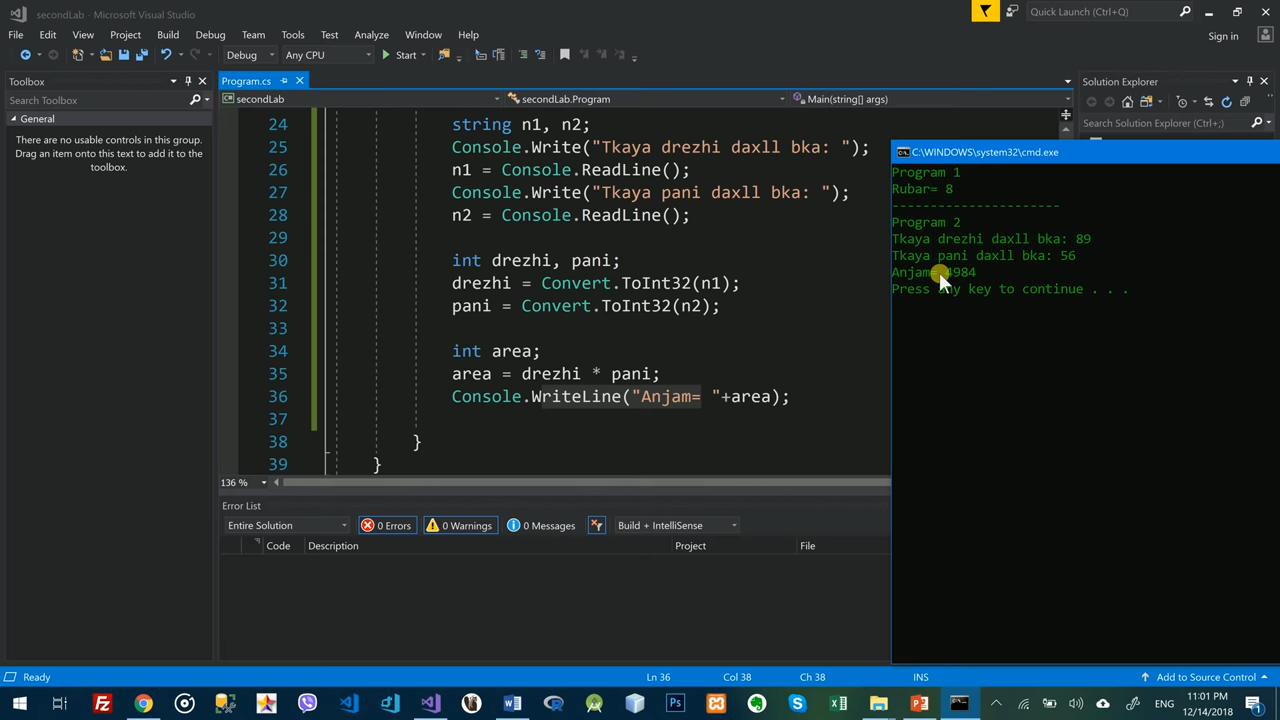 secondLab - Microsoft Visual Studio
Quick Launch (Ctrl+Q)
File Edit View Project Build Debug Team Tools Test Analyze Window Help
Sign in
Debug Any CPU Start
Toolbox
Program.cs
Solution Explorer
Search Toolbox
secondLab
secondLab.Program
Main(string[] args)
General
Search Solution Explorer (Ctrl+;)
There are no usable controls in this group.
Drag an item onto this text to add it to the
toolbox.
24 string n1, n2;
25 Console.Write("Tkaya drezhi daxll bka: ");
26 n1 = Console.ReadLine();
27 Console.Write("Tkaya pani daxll bka: ");
28 n2 = Console.ReadLine();
29
30 int drezhi, pani;
31 drezhi = Convert.ToInt32(n1);
32 pani = Convert.ToInt32(n2);
33
34 int area;
35 area = drezhi * pani;
36 Console.WriteLine("Anjam= "+area);
37
38 }
39 }
136 %
C:\WINDOWS\system32\cmd.exe
Program 1
Rubar= 8
----------------------
Program 2
Tkaya drezhi daxll bka: 89
Tkaya pani daxll bka: 56
Anjam= 4984
Press any key to continue . . .
Error List
Entire Solution
0 Errors
0 Warnings
0 Messages
Build + IntelliSense
Code Description Project File
Ready
Ln 36 Col 38 Ch 38 INS
Add to Source Control
11:01 PM
12/14/2018